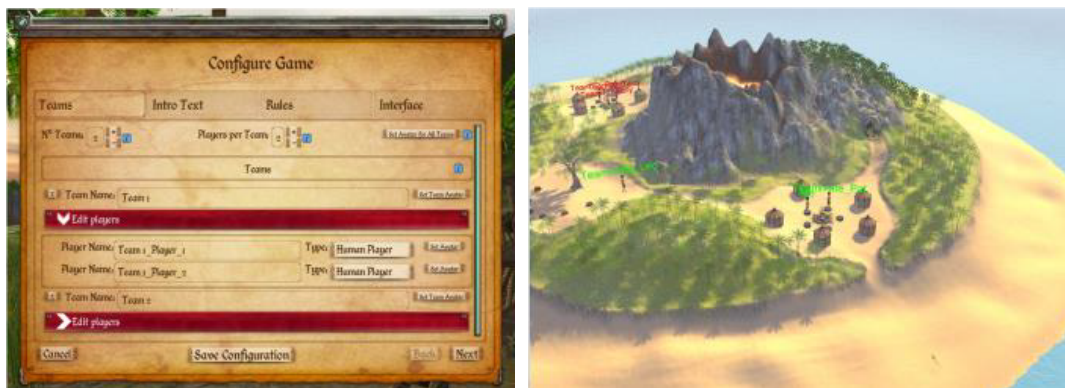 Configure Game
Teams Intro Text Rules Interface
Nº Teams: 2 Players per Team: 2 Set Avatar for All Teams
Teams
Team Name: Team 1 Set Team Avatar
Edit players
Player Name: Team 1_Player_1 Type: Human Player Set Avatar
Player Name: Team 1_Player_2 Type: Human Player Set Avatar
Team Name: Team 2 Set Team Avatar
Edit players
Cancel Save Configuration Back Next